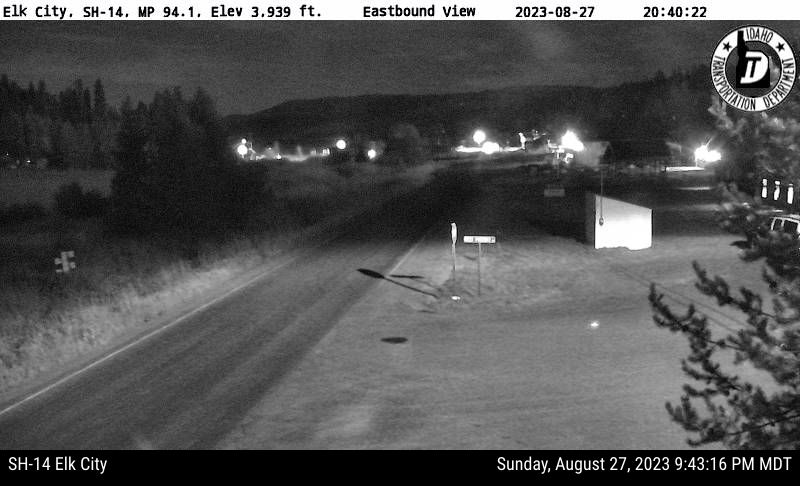 Elk City, SH-14, MP 94.1, Elev 3,939 ft. Eastbound View 2023-08-27 20:40:22
IDAHO
TRANSPORTATION DEPARTMENT
SH-14 Elk City Sunday, August 27, 2023 9:43:16 PM MDT